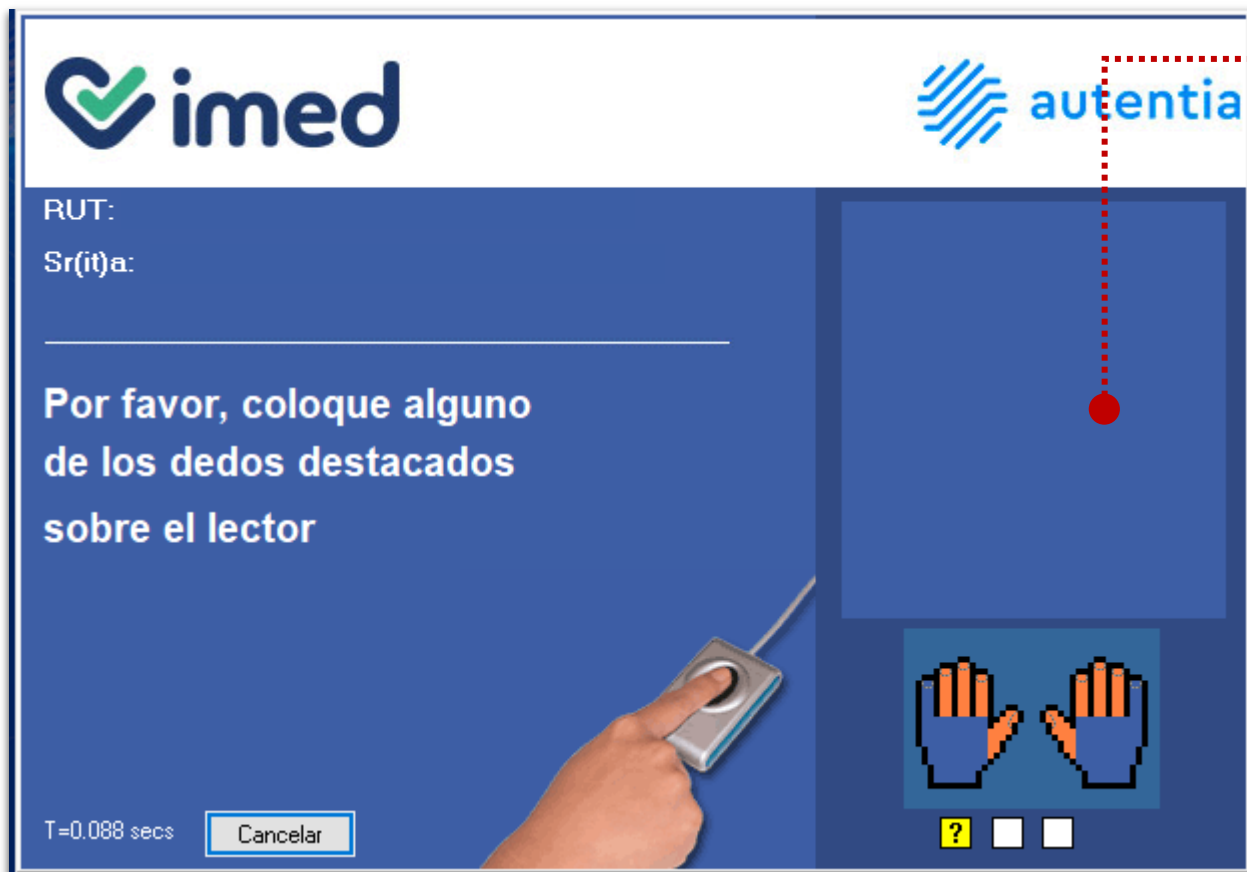 imed
autentia
RUT:
Sr(it)a:
Por favor, coloque alguno
de los dedos destacados
sobre el lector
T=0.088 secs
Cancelar
?